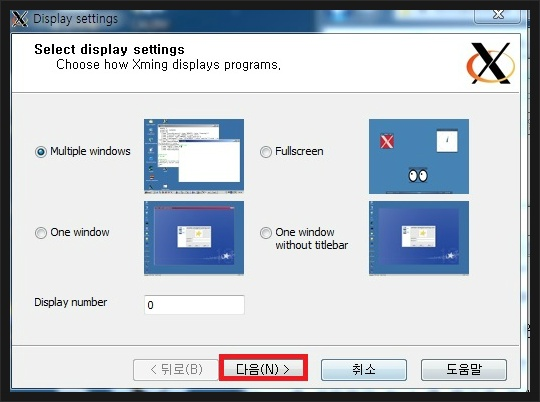 Display settings
Select display settings
Choose how Xming displays programs.
Multiple windows
Fullscreen
One window
One window
without titlebar
Display number
0
< 뒤로(B)
다음(N) >
취소
도움말